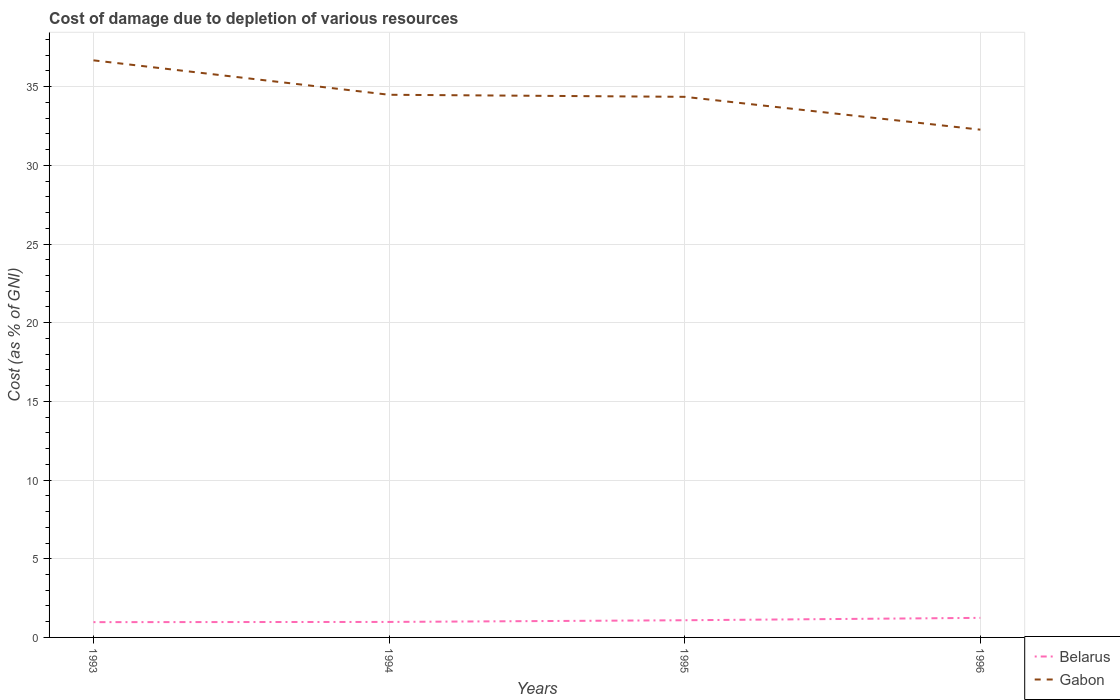 Cost of damage due to depletion of various resources
Cost (as % of GNI)
35
30
25
20
15
10
5
0
1993
1994
1995
1996
Years
Belarus
Gabon